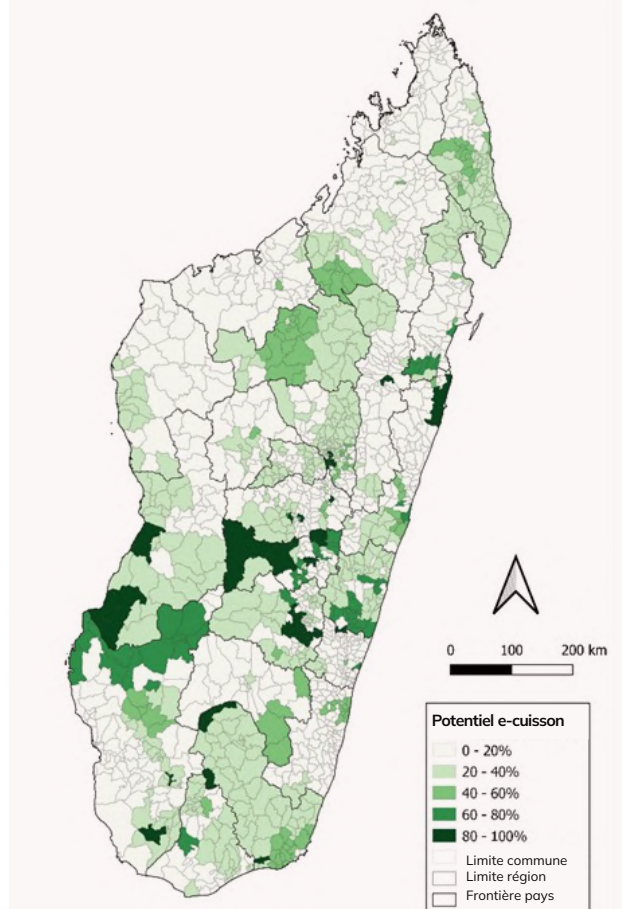 0 100 200 km
Potentiel e-cuisson
0 - 20%
20 - 40%
40 - 60%
60 - 80%
80 - 100%
Limite commune
Limite région
Frontière pays